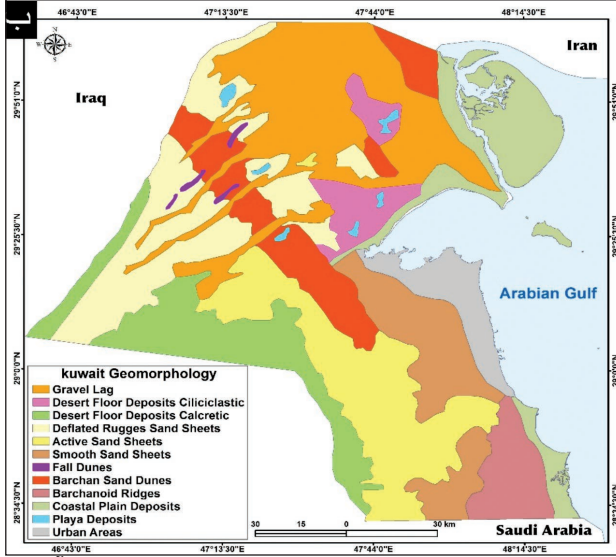 46°43'0"E 47°13'30"E 47°44'0"E 48°14'30"E
N
W E
S
Iran
Iraq
29°51'0"N
29°25'30"N
Arabian Gulf
29°0'0"N
kuwait Geomorphology
Gravel Lag
Desert Floor Deposits Ciliciclastic
Desert Floor Deposits Calcretic
Deflated Rugges Sand Sheets
Active Sand Sheets
Smooth Sand Sheets
Fall Dunes
Barchan Sand Dunes
Barchanoid Ridges
Coastal Plain Deposits
Playa Deposits
Urban Areas
28°34'30"N
30 15 0 30 km
Saudi Arabia
46°43'0"E 47°13'30"E 47°44'0"E 48°14'30"E